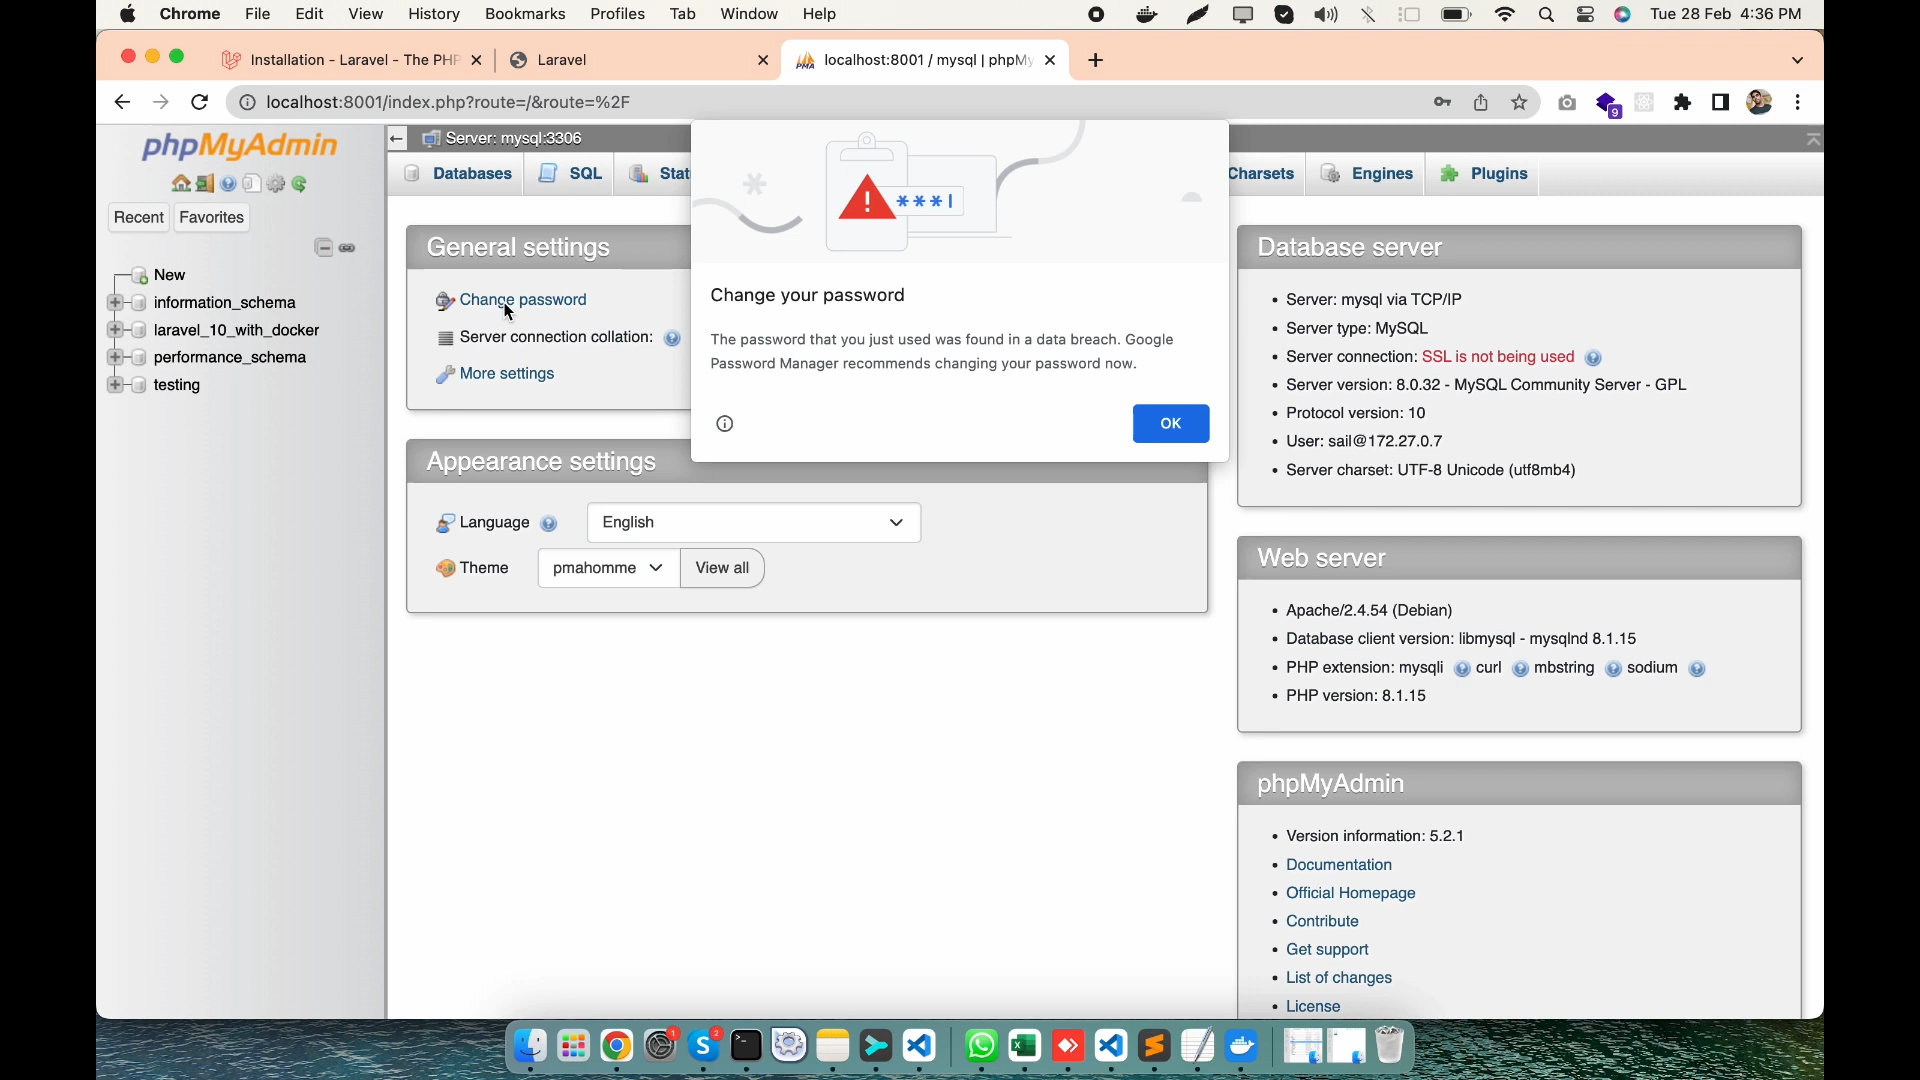 Chrome File Edit View History Bookmarks Profiles Tab Window Help Tue 28 Feb 4:36 PM
Installation - Laravel - The PHP Laravel localhost:8001 / mysql | phpMy
localhost:8001/index.php?route=/&route=%2F
9
phpMyAdmin
Recent Favorites
New
information_schema
laravel_10_with_docker
performance_schema
testing
Server: mysql:3306
Databases SQL Stat Charsets Engines Plugins
General settings
Change password
Server connection collation:
More settings
***|
Change your password
The password that you just used was found in a data breach. Google
Password Manager recommends changing your password now.
OK
Appearance settings
Language English
Theme pmahomme View all
Database server
• Server: mysql via TCP/IP
• Server type: MySQL
• Server connection: SSL is not being used
• Server version: 8.0.32 - MySQL Community Server - GPL
• Protocol version: 10
• User: sail@172.27.0.7
• Server charset: UTF-8 Unicode (utf8mb4)
Web server
• Apache/2.4.54 (Debian)
• Database client version: libmysql - mysqlnd 8.1.15
• PHP extension: mysqli curl mbstring sodium
• PHP version: 8.1.15
phpMyAdmin
• Version information: 5.2.1
• Documentation
• Official Homepage
• Contribute
• Get support
• List of changes
• License
1 2